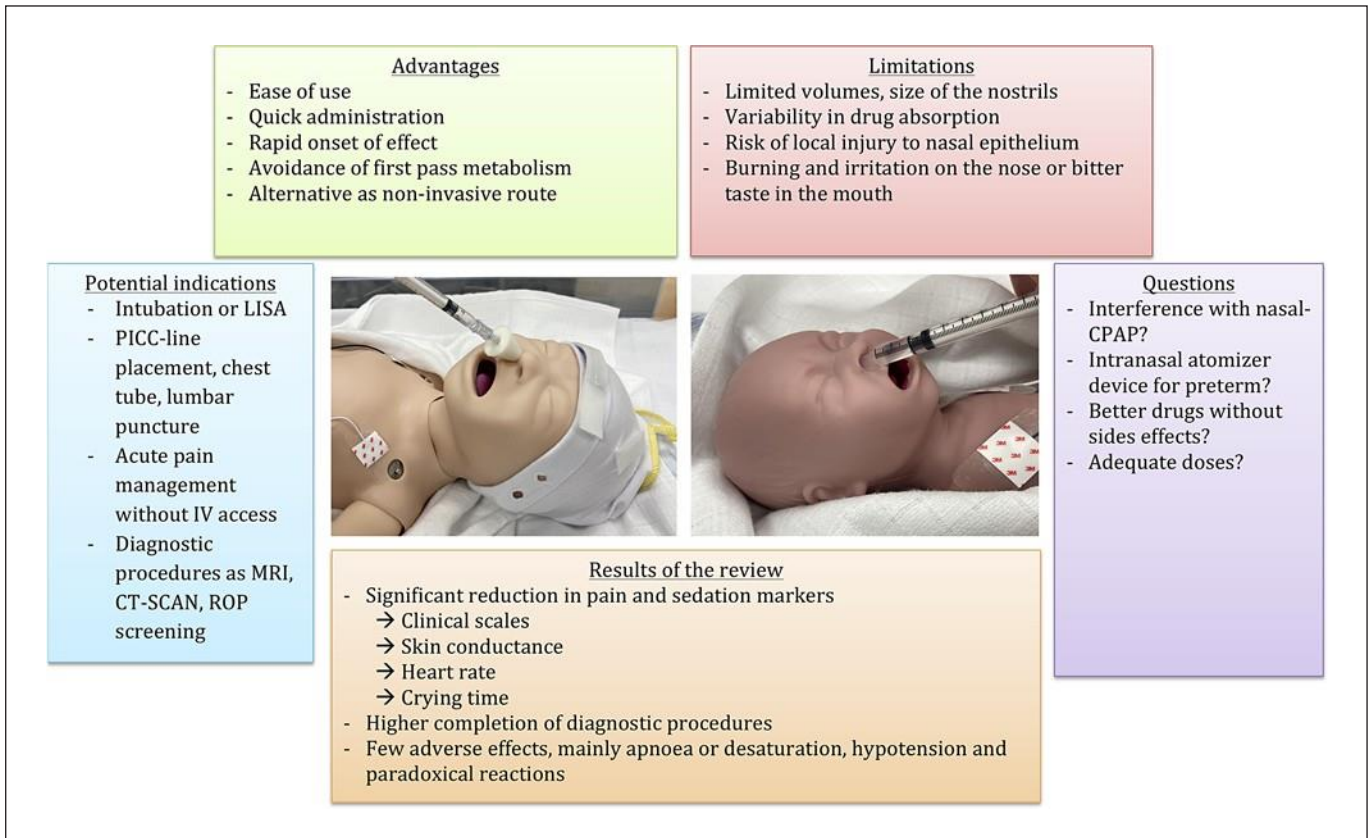 Advantages
- Ease of use
- Quick administration
- Rapid onset of effect
- Avoidance of first pass metabolism
- Alternative as non-invasive route
Limitations
- Limited volumes, size of the nostrils
- Variability in drug absorption
- Risk of local injury to nasal epithelium
- Burning and irritation on the nose or bitter
taste in the mouth
Potential indications
- Intubation or LISA
- PICC-line
placement, chest
tube, lumbar
puncture
- Acute pain
management
without IV access
- Diagnostic
procedures as MRI,
CT-SCAN, ROP
screening
Questions
- Interference with nasal-
CPAP?
- Intranasal atomizer
device for preterm?
- Better drugs without
sides effects?
- Adequate doses?
Results of the review
- Significant reduction in pain and sedation markers
→ Clinical scales
→ Skin conductance
→ Heart rate
→ Crying time
- Higher completion of diagnostic procedures
- Few adverse effects, mainly apnoea or desaturation, hypotension and
paradoxical reactions